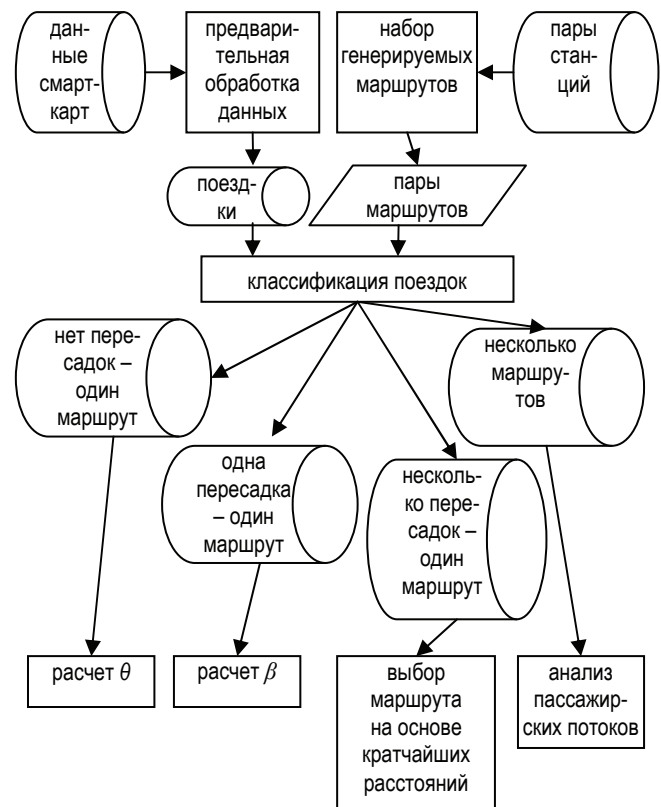 дан-
ные
смарт-
карт
предвари-
тельная
обработка
данных
набор
генерируемых
маршрутов
пары
стан-
ций
поезд-
ки
пары
маршрутов
классификация поездок
нет пере-
садок –
один
маршрут
одна
пересадка
– один
маршрут
несколь-
ко пере-
садок –
один
маршрут
несколько
маршру-
тов
расчет θ
расчет β
выбор
маршрута
на основе
кратчайших
расстояний
анализ
пассажир-
ских потоков